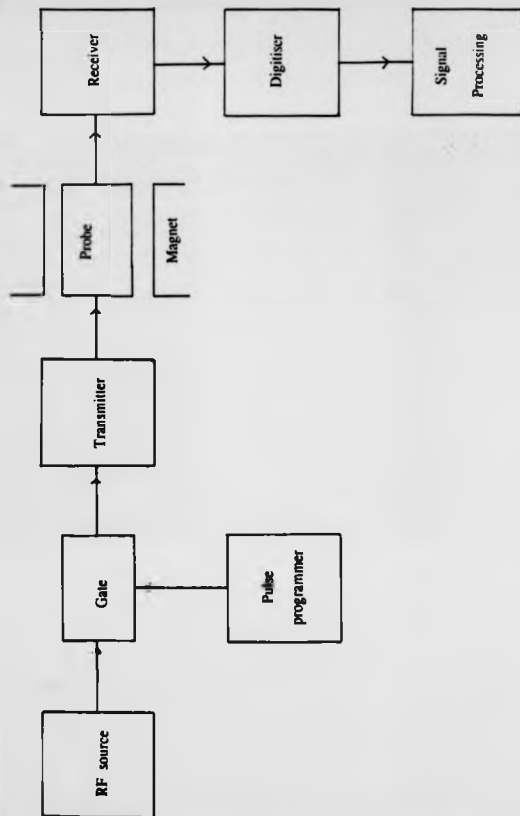 RF source
Gate
Pulse
programmer
Transmitter
Probe
Magnet
Receiver
Digitiser
Signal
Processing